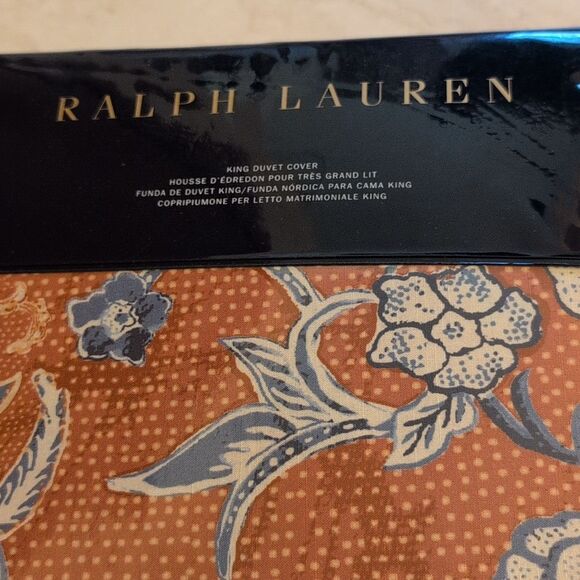 RALPH LAUREN
KING DUVET COVER
HOUSSE D'ÉDREDON POUR TRÈS GRAND LIT
FUNDA DE DUVET KING/FUNDA NÓRDICA PARA CAMA KING
COPRIPIUMONE PER LETTO MATRIMONIALE KING